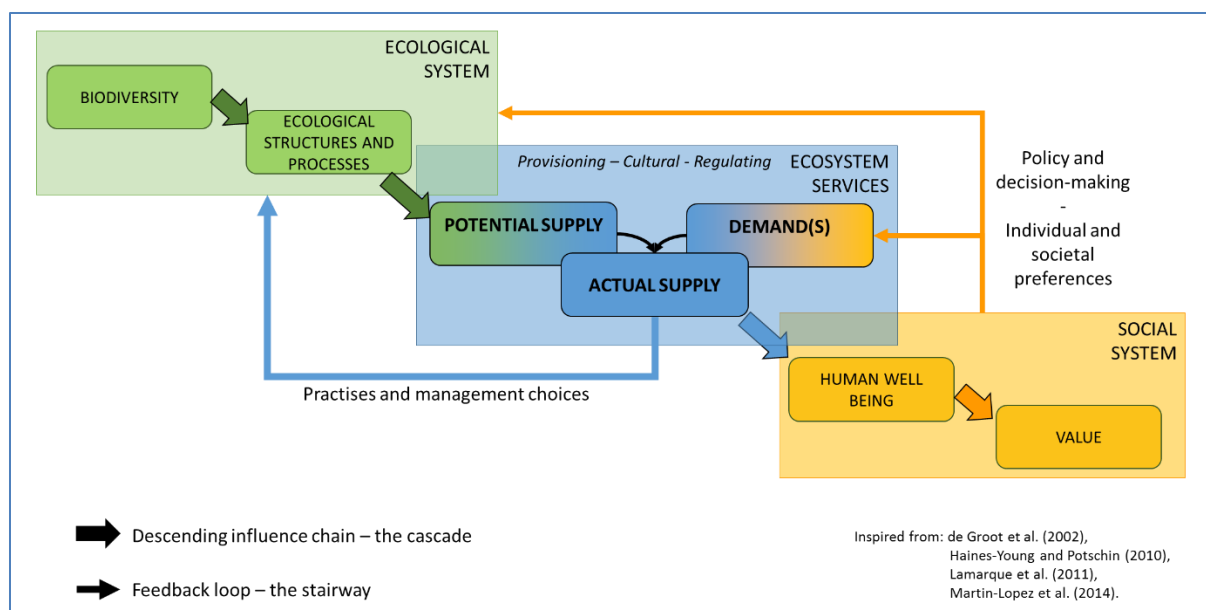 ECOLOGICAL
SYSTEM
BIODIVERSITY
ECOLOGICAL
STRUCTURES AND
PROCESSES
Provisioning – Cultural - Regulating
ECOSYSTEM
SERVICES
POTENTIAL SUPPLY
DEMAND(S)
ACTUAL SUPPLY
Policy and
decision-making
-
Individual and
societal
preferences
Practises and management choices
SOCIAL
SYSTEM
HUMAN WELL
BEING
VALUE
Descending influence chain – the cascade
Feedback loop – the stairway
Inspired from: de Groot et al. (2002),
Haines-Young and Potschin (2010),
Lamarque et al. (2011),
Martin-Lopez et al. (2014).